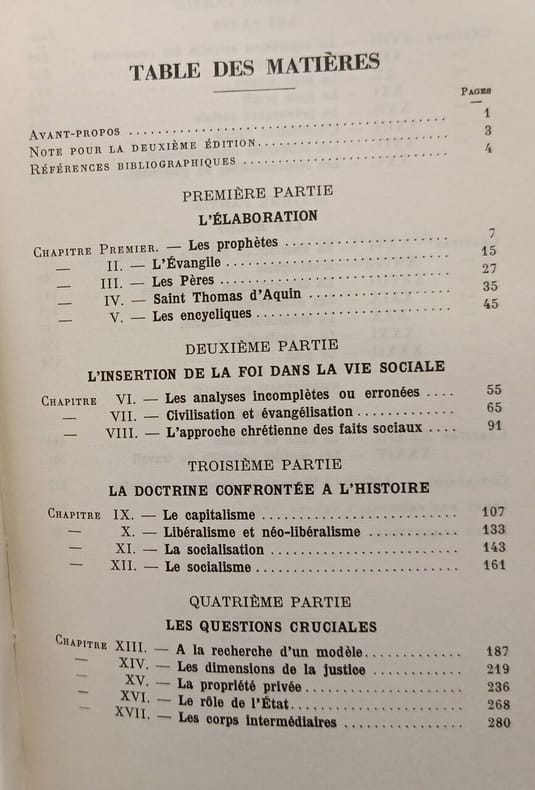 TABLE DES MATIÈRES
PAGES
AVANT-PROPOS ........ 1
NOTE POUR LA DEUXIÈME ÉDITION ........ 3
RÉFÉRENCES BIBLIOGRAPHIQUES ........ 4
PREMIÈRE PARTIE
L'ÉLABORATION
CHAPITRE PREMIER. — Les prophètes ........ 7
— II. — L'Évangile ........ 15
— III. — Les Pères ........ 27
— IV. — Saint Thomas d'Aquin ........ 35
— V. — Les encycliques ........ 45
DEUXIÈME PARTIE
L'INSERTION DE LA FOI DANS LA VIE SOCIALE
CHAPITRE VI. — Les analyses incomplètes ou erronées .... 55
— VII. — Civilisation et évangélisation ........ 65
— VIII. — L'approche chrétienne des faits sociaux .... 91
TROISIÈME PARTIE
LA DOCTRINE CONFRONTÉE A L'HISTOIRE
CHAPITRE IX. — Le capitalisme ........ 107
— X. — Libéralisme et néo-libéralisme ........ 133
— XI. — La socialisation ........ 143
— XII. — Le socialisme ........ 161
QUATRIÈME PARTIE
LES QUESTIONS CRUCIALES
CHAPITRE XIII. — A la recherche d'un modèle ........ 187
— XIV. — Les dimensions de la justice ........ 219
— XV. — La propriété privée ........ 236
— XVI. — Le rôle de l'État ........ 268
— XVII. — Les corps intermédiaires ........ 280